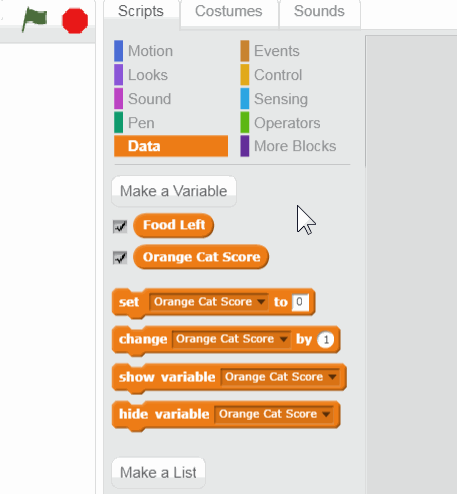 Scripts Costumes Sounds
Motion Events
Looks Control
Sound Sensing
Pen Operators
Data More Blocks
Make a Variable
Food Left
Orange Cat Score
set Orange Cat Score to 0
change Orange Cat Score by 1
show variable Orange Cat Score
hide variable Orange Cat Score
Make a List